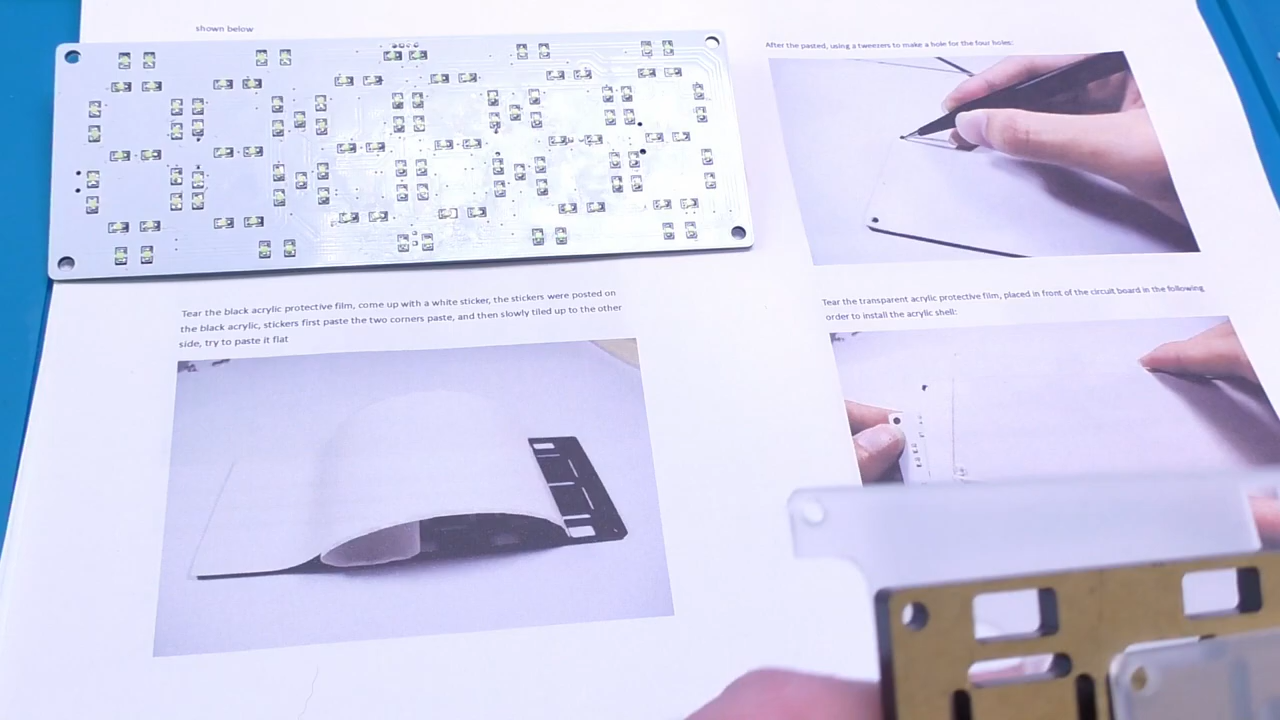 shown below
After the pasted, using a tweezers to make a hole for the four holes:
Tear the black acrylic protective film, come up with a white sticker, the stickers were posted on
the black acrylic, stickers first paste the two corners paste, and then slowly tiled up to the other
side, try to paste it flat
Tear the transparent acrylic protective film, placed in front of the circuit board in the following
order to install the acrylic shell: